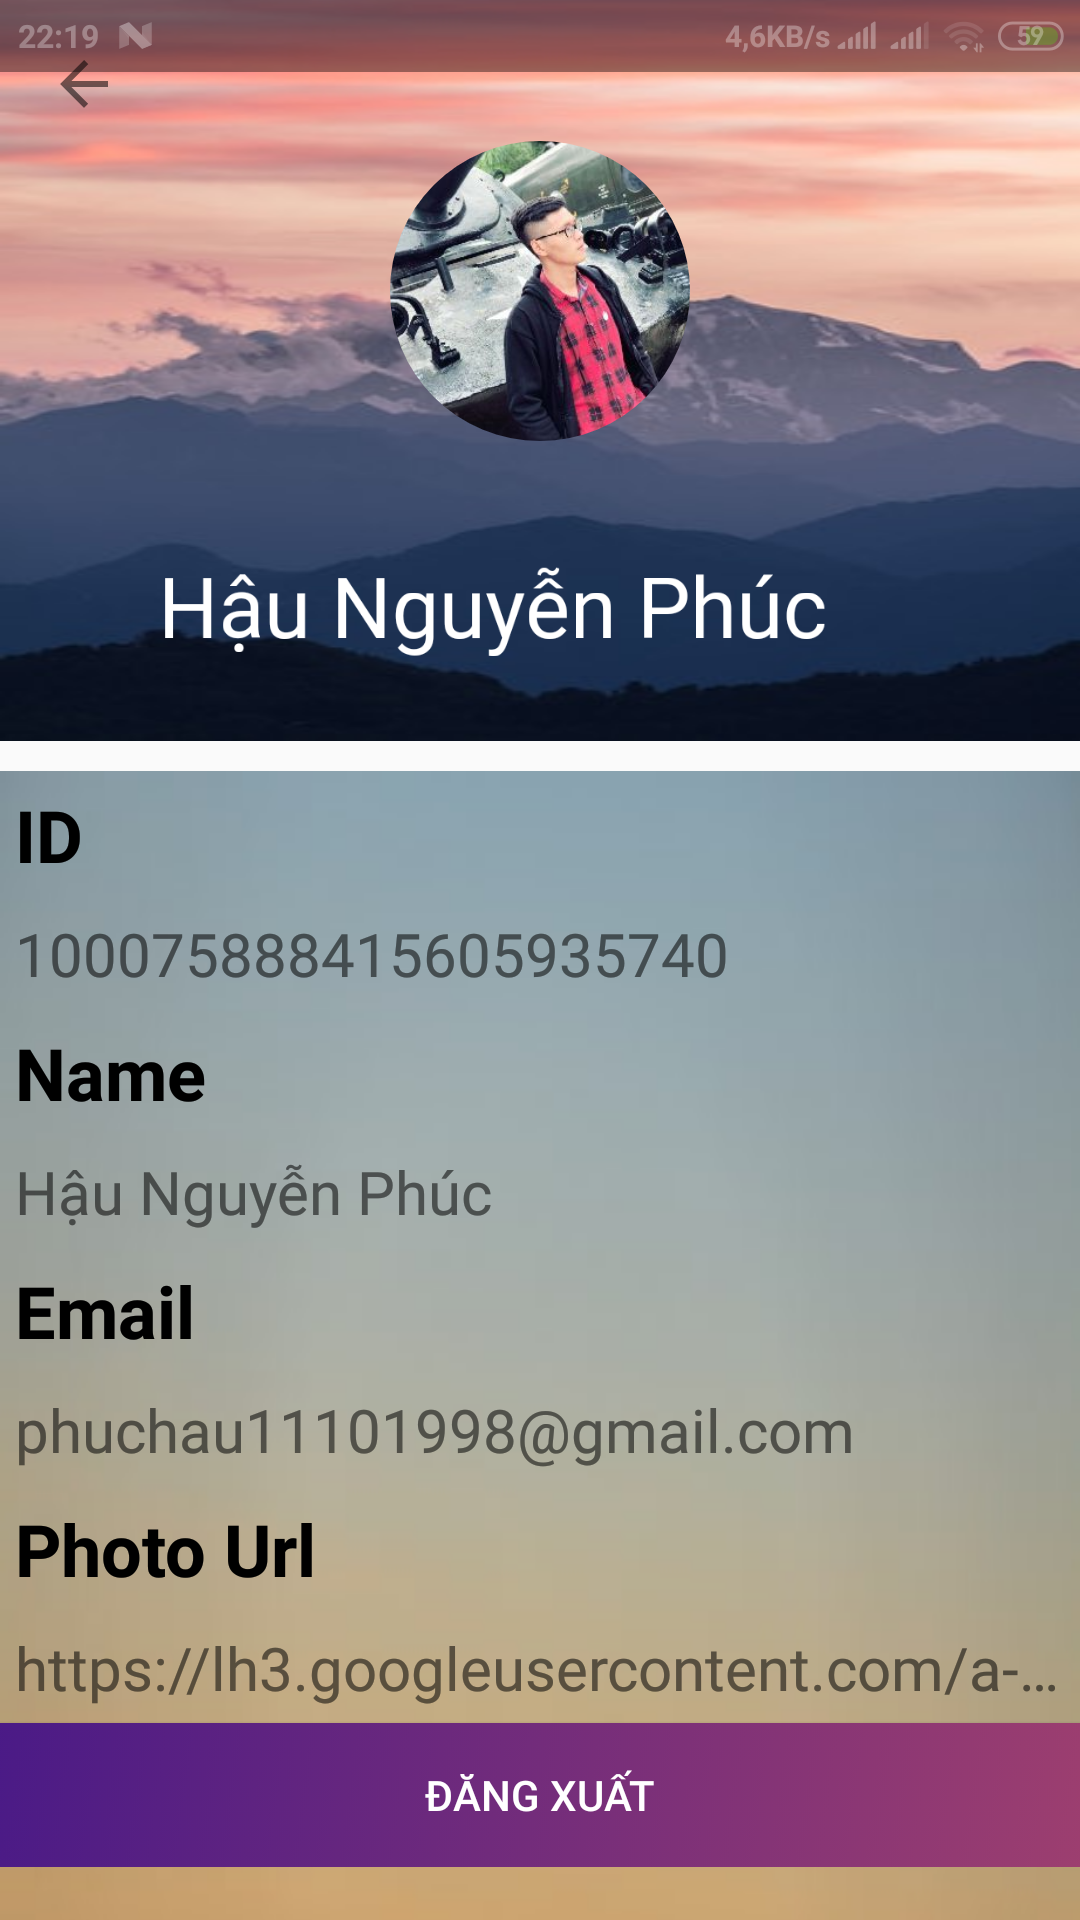 22:19
4,6KB/s
59
Hậu Nguyễn Phúc
ID
100075888415605935740
Name
Hậu Nguyễn Phúc
Email
phuchau11101998@gmail.com
Photo Url
https://lh3.googleusercontent.com/a-...
ĐĂNG XUẤT